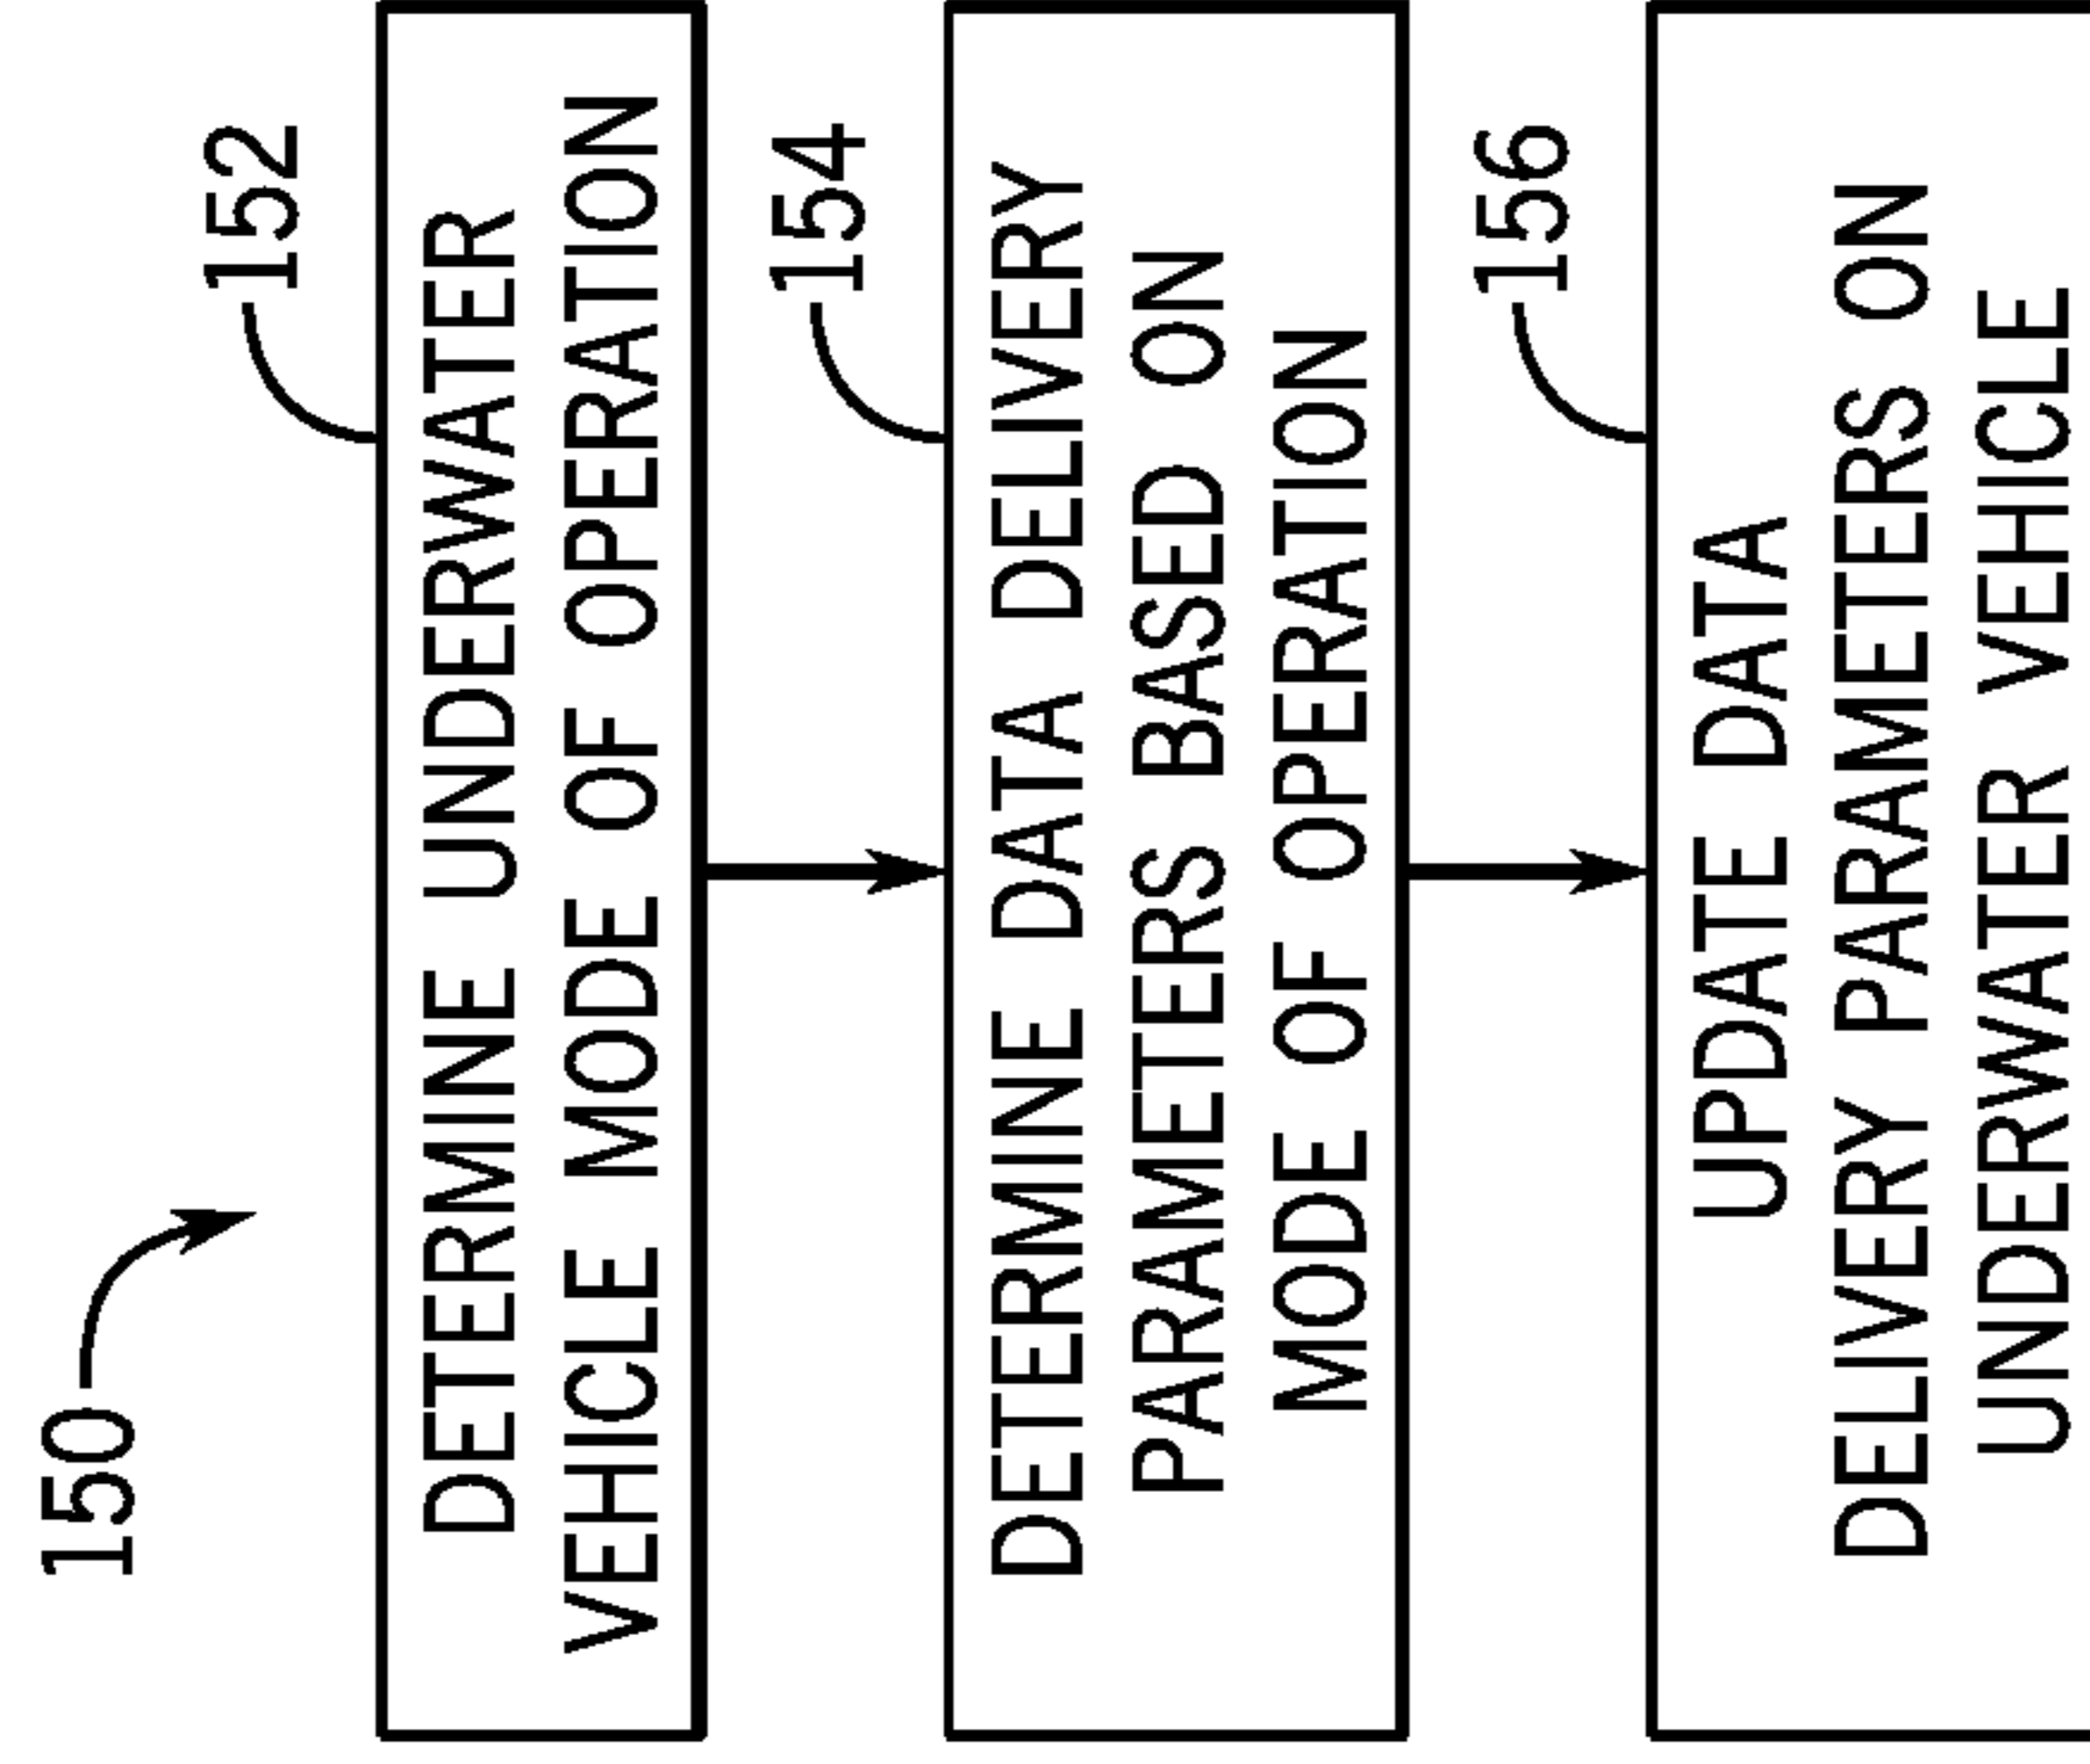 150
152
DETERMINE UNDERWATER
VEHICLE MODE OF OPERATION
154
DETERMINE DATA DELIVERY
PARAMETERS BASED ON
MODE OF OPERATION
156
UPDATE DATA
DELIVERY PARAMETERS ON
UNDERWATER VEHICLE